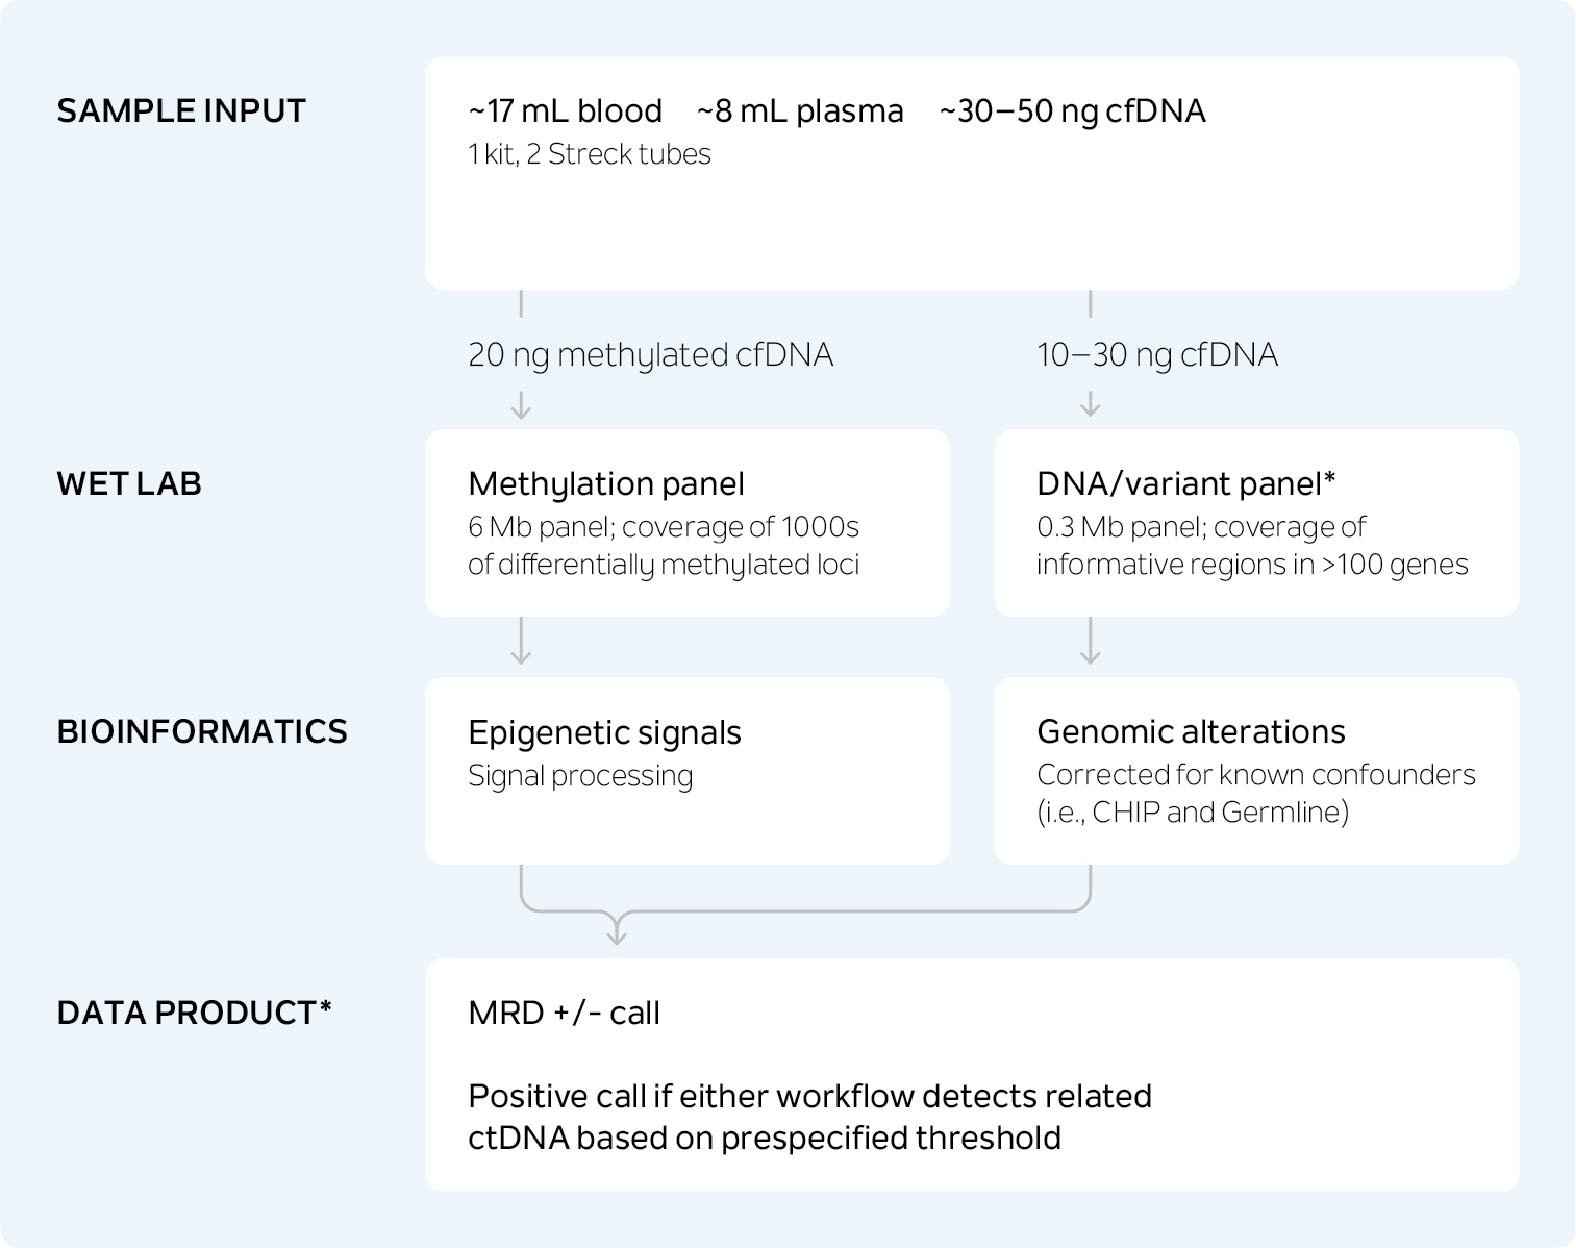 SAMPLE INPUT
~17 mL blood ~8 mL plasma ~30–50 ng cfDNA
1 kit, 2 Streck tubes
20 ng methylated cfDNA
10–30 ng cfDNA
WET LAB
Methylation panel
6 Mb panel; coverage of 1000s
of differentially methylated loci
DNA/variant panel*
0.3 Mb panel; coverage of
informative regions in >100 genes
BIOINFORMATICS
Epigenetic signals
Signal processing
Genomic alterations
Corrected for known confounders
(i.e., CHIP and Germline)
DATA PRODUCT*
MRD +/- call
Positive call if either workflow detects related
ctDNA based on prespecified threshold